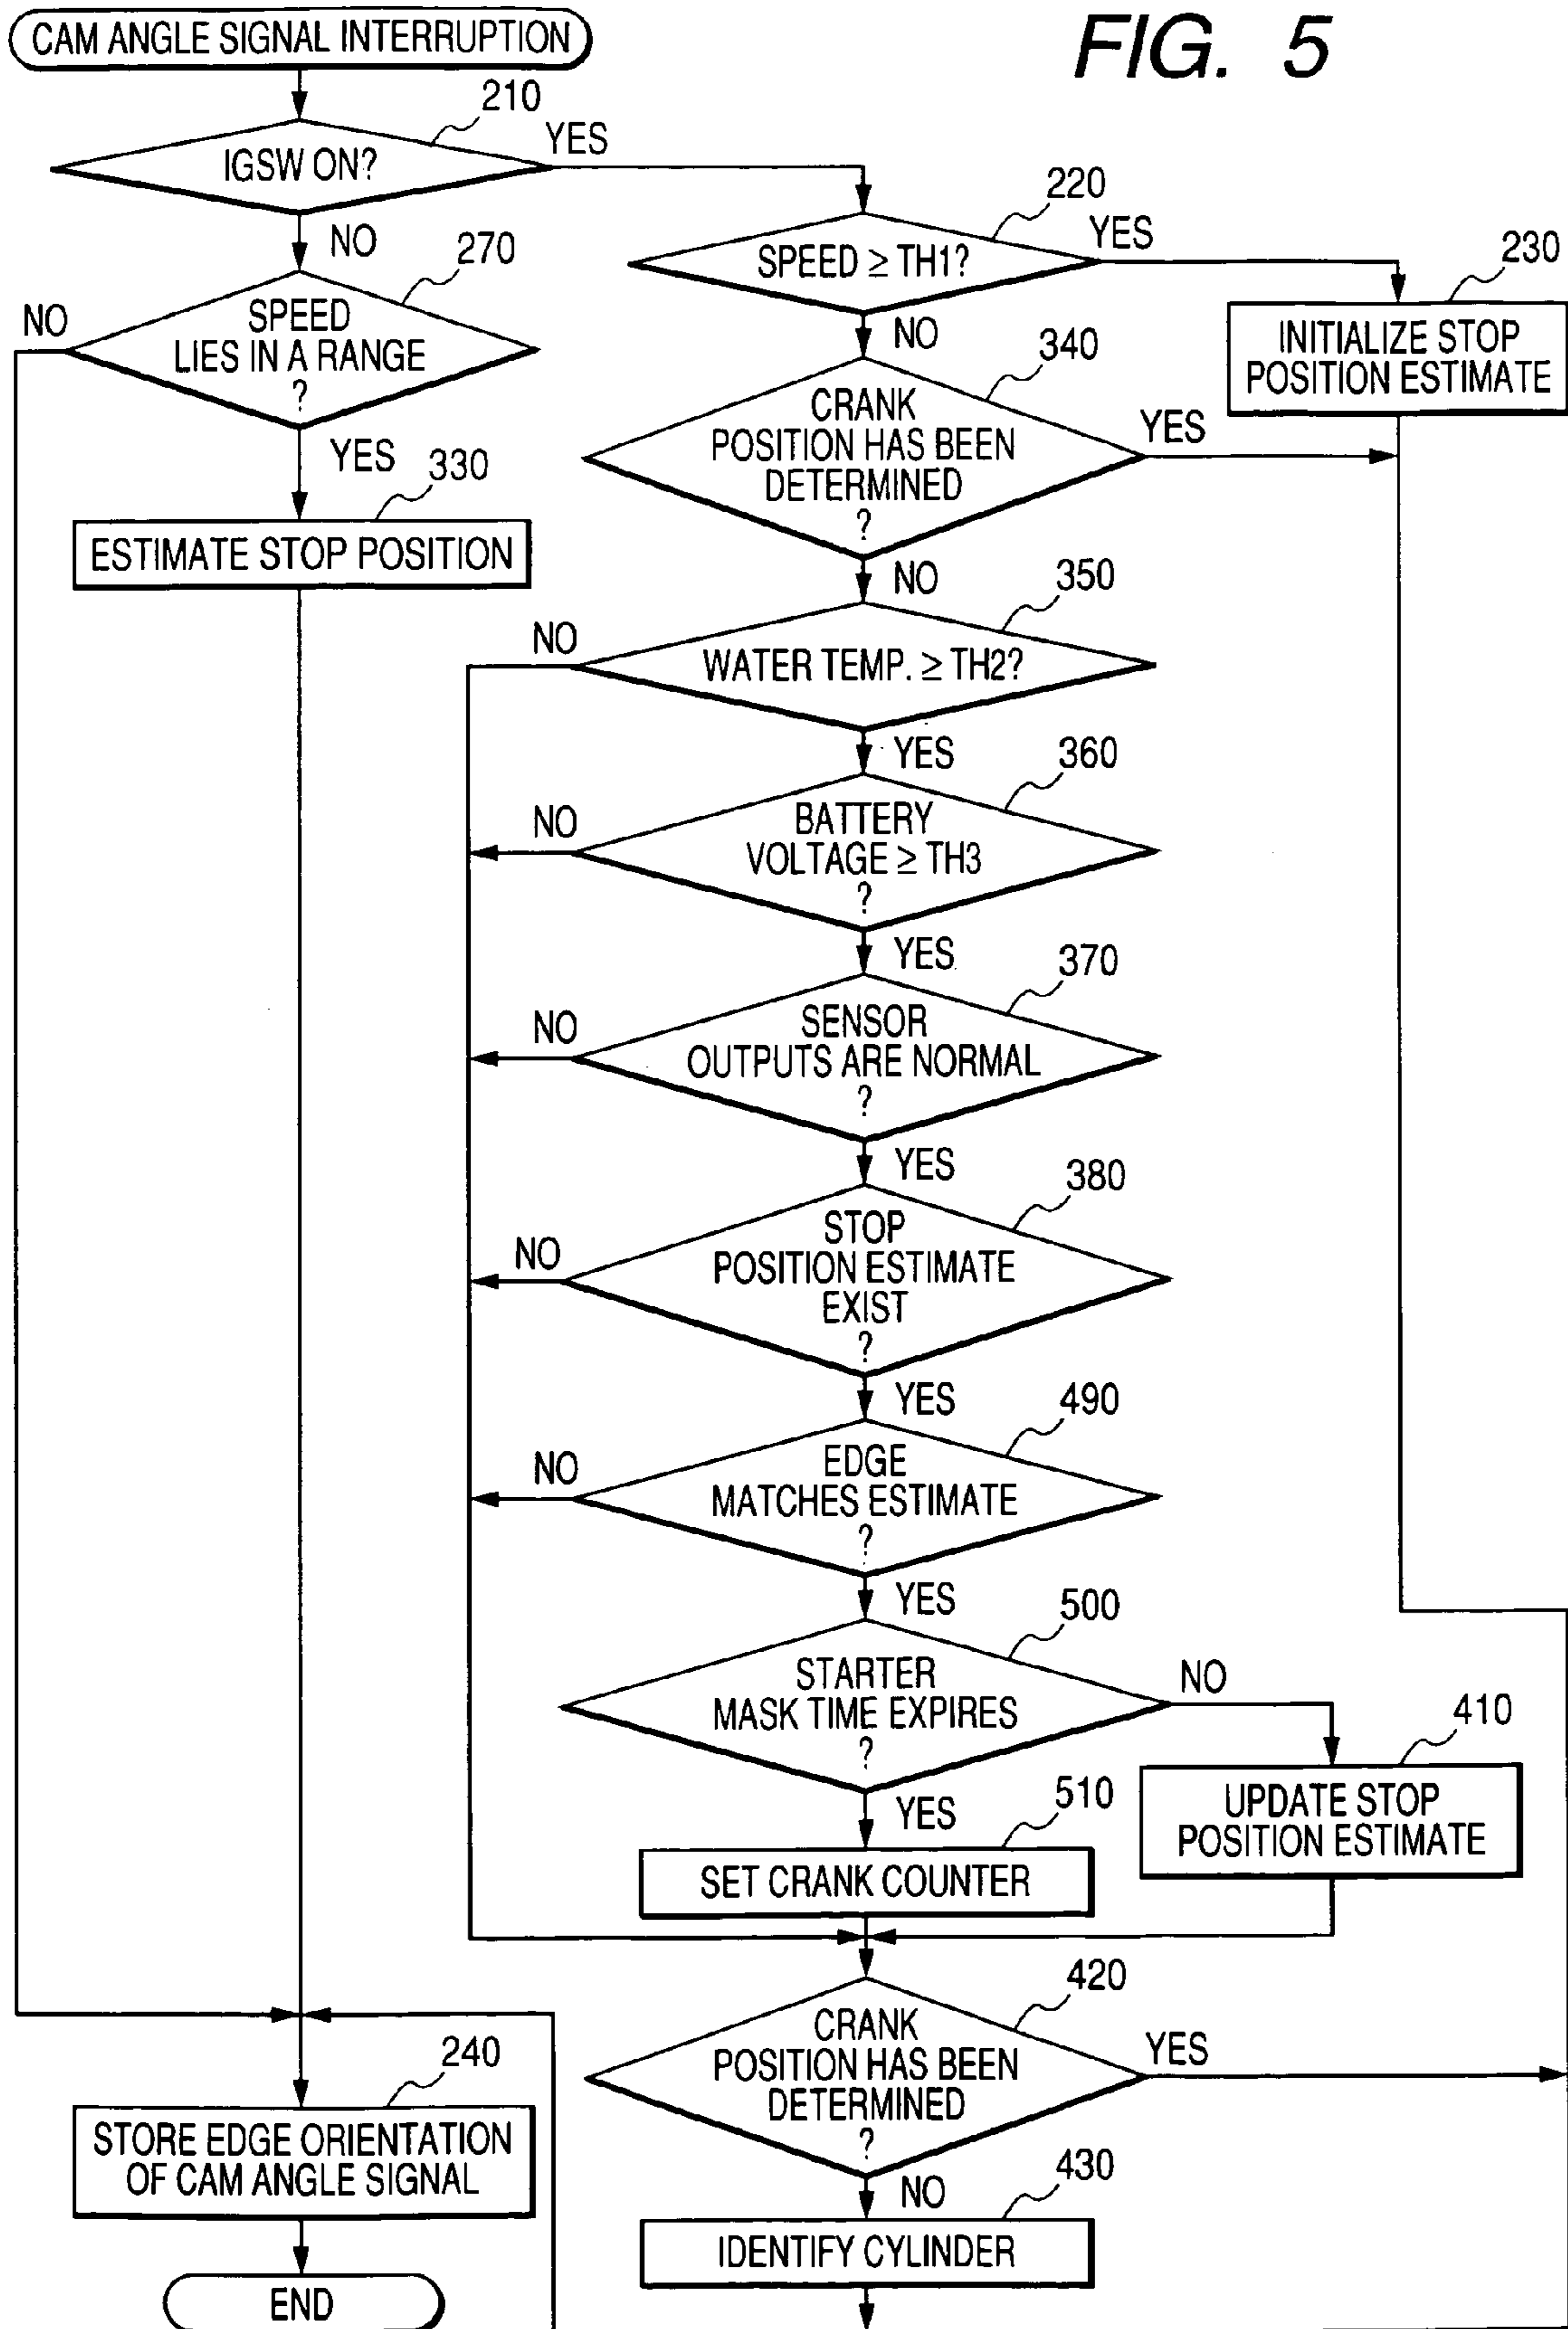 FIG. 5
CAM ANGLE SIGNAL INTERRUPTION
210
IGSW ON?
YES
NO
220
SPEED ≥ TH1?
YES
NO
230
INITIALIZE STOP
POSITION ESTIMATE
270
NO
SPEED
LIES IN A RANGE
?
YES
330
ESTIMATE STOP POSITION
340
CRANK
POSITION HAS BEEN
DETERMINED
?
YES
NO
350
NO
WATER TEMP. ≥ TH2?
YES
360
NO
BATTERY
VOLTAGE ≥ TH3
?
YES
370
NO
SENSOR
OUTPUTS ARE NORMAL
?
YES
380
NO
STOP
POSITION ESTIMATE
EXIST
?
YES
490
NO
EDGE
MATCHES ESTIMATE
?
YES
500
STARTER
MASK TIME EXPIRES
?
NO
YES
410
UPDATE STOP
POSITION ESTIMATE
510
SET CRANK COUNTER
420
CRANK
POSITION HAS BEEN
DETERMINED
?
YES
NO
430
IDENTIFY CYLINDER
240
STORE EDGE ORIENTATION
OF CAM ANGLE SIGNAL
END